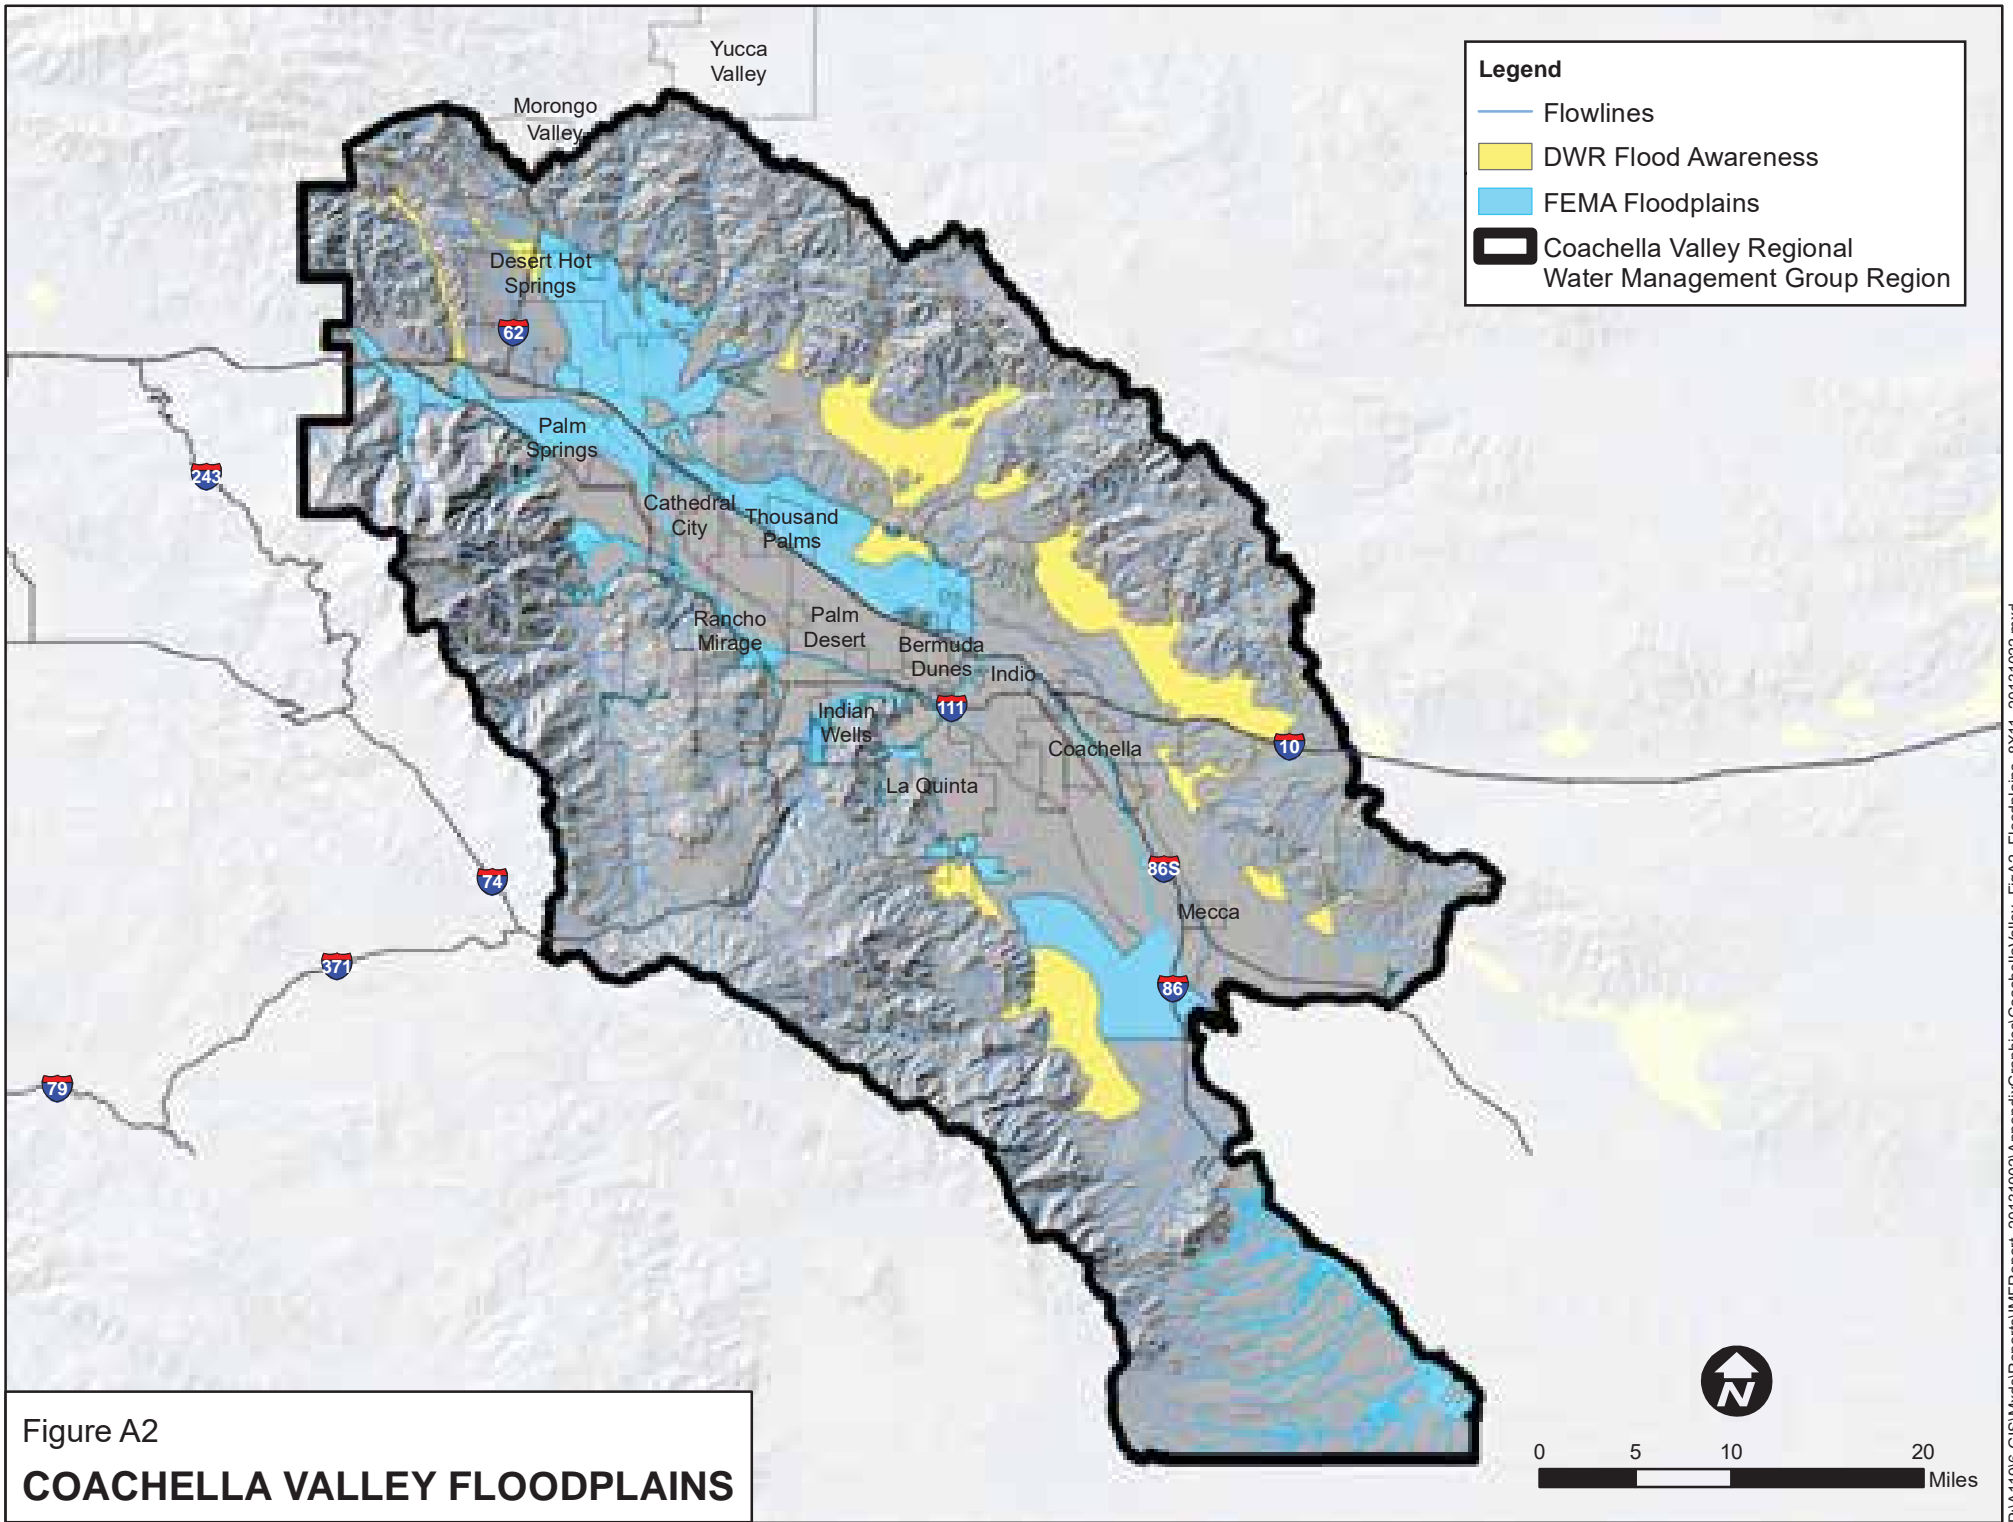 Yucca
Valley
Morongo
Valley
Legend
Flowlines
DWR Flood Awareness
FEMA Floodplains
Coachella Valley Regional
Water Management Group Region
Desert Hot
Springs
62
Palm
Springs
243
Cathedral
City
Thousand
Palms
Rancho
Mirage
Palm
Desert
Bermuda
Dunes
Indio
111
Indian
Wells
Coachella
10
La Quinta
74
86S
Mecca
371
86
79
N
0 5 10 20
Miles
Figure A2
COACHELLA VALLEY FLOODPLAINS